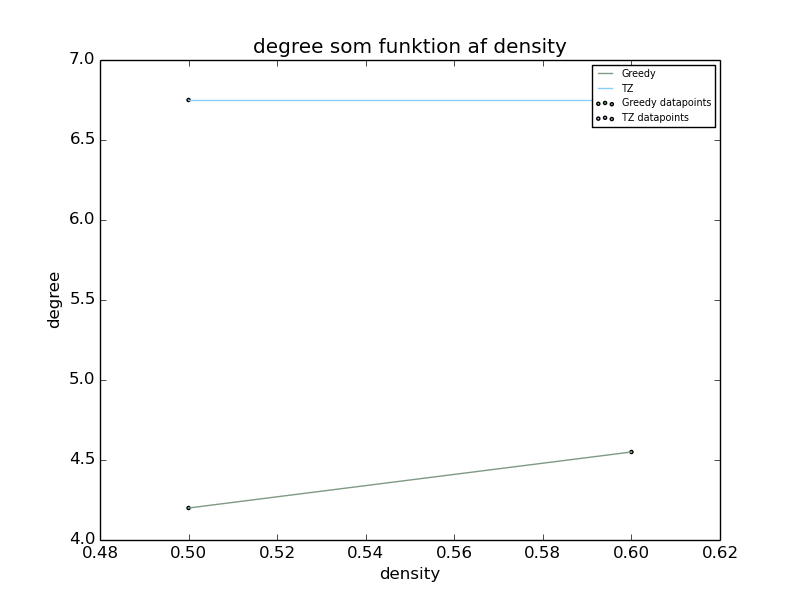 degree som funktion af density
7.0
6.5
6.0
5.5
5.0
4.5
4.0
degree
Greedy
TZ
Greedy datapoints
TZ datapoints
0.48 0.50 0.52 0.54 0.56 0.58 0.60 0.62
density